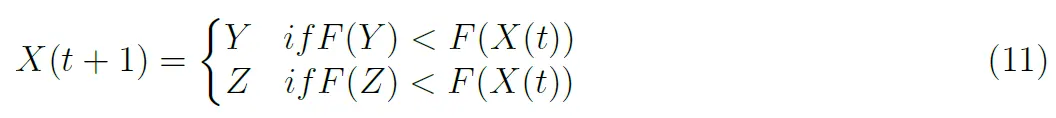 X(t + 1) = { Y if F(Y) < F(X(t))
Z if F(Z) < F(X(t)) (11)